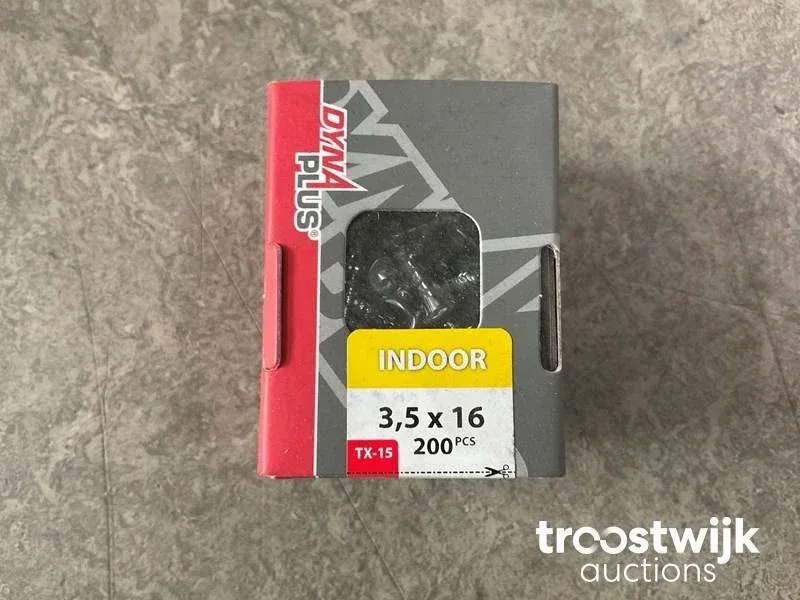 DYNA
PLUS®
INDOOR
3,5 x 16
200 PCS
TX-15
troostwijk
auctions